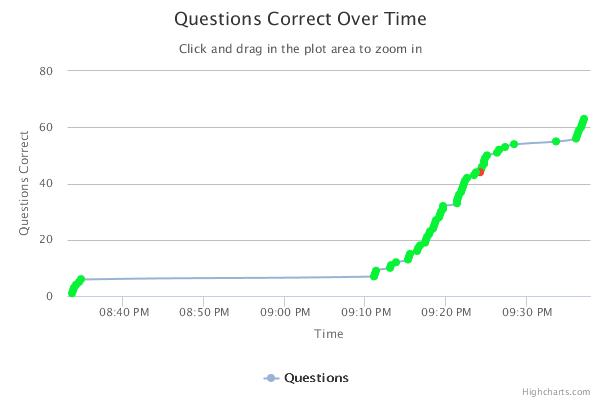 Questions Correct Over Time
Click and drag in the plot area to zoom in
Questions Correct
80
60
40
20
0
08:40 PM 08:50 PM 09:00 PM 09:10 PM 09:20 PM 09:30 PM
Time
Questions
Highcharts.com